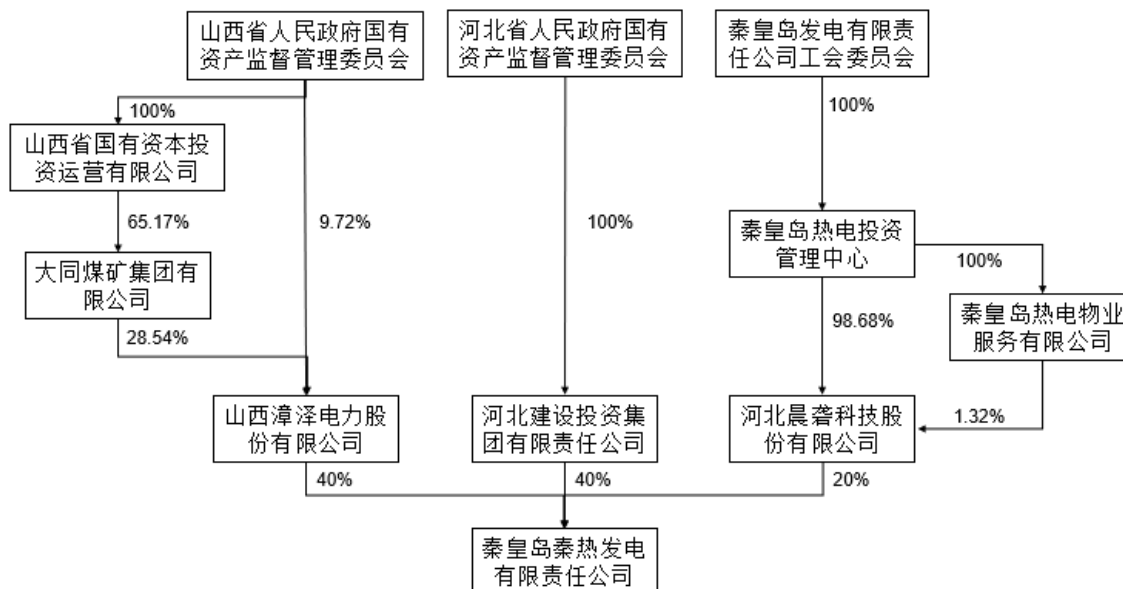 山西省人民政府国有
资产监督管理委员会
河北省人民政府国有
资产监督管理委员会
秦皇岛发电有限责
任公司工会委员会
100%
100%
山西省国有资本投
资运营有限公司
65.17%
9.72%
100%
秦皇岛热电投资
管理中心
100%
大同煤矿集团有
限公司
28.54%
98.68%
秦皇岛热电物业
服务有限公司
山西漳泽电力股
份有限公司
河北建设投资集
团有限责任公司
河北晨砻科技股
份有限公司
1.32%
40%
40%
20%
秦皇岛秦热发电
有限责任公司